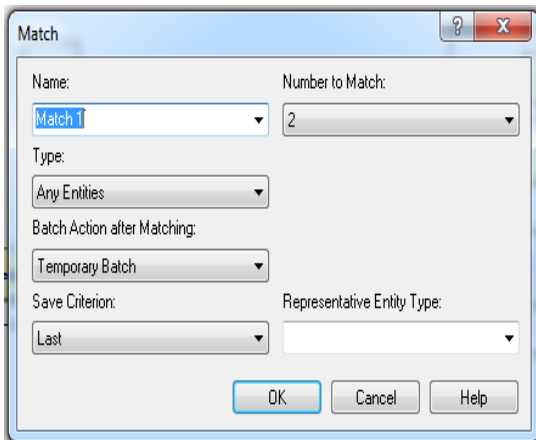 Match
? X
Name: Number to Match:
Match 1 2
Type:
Any Entities
Batch Action after Matching:
Temporary Batch
Save Criterion: Representative Entity Type:
Last
OK Cancel Help